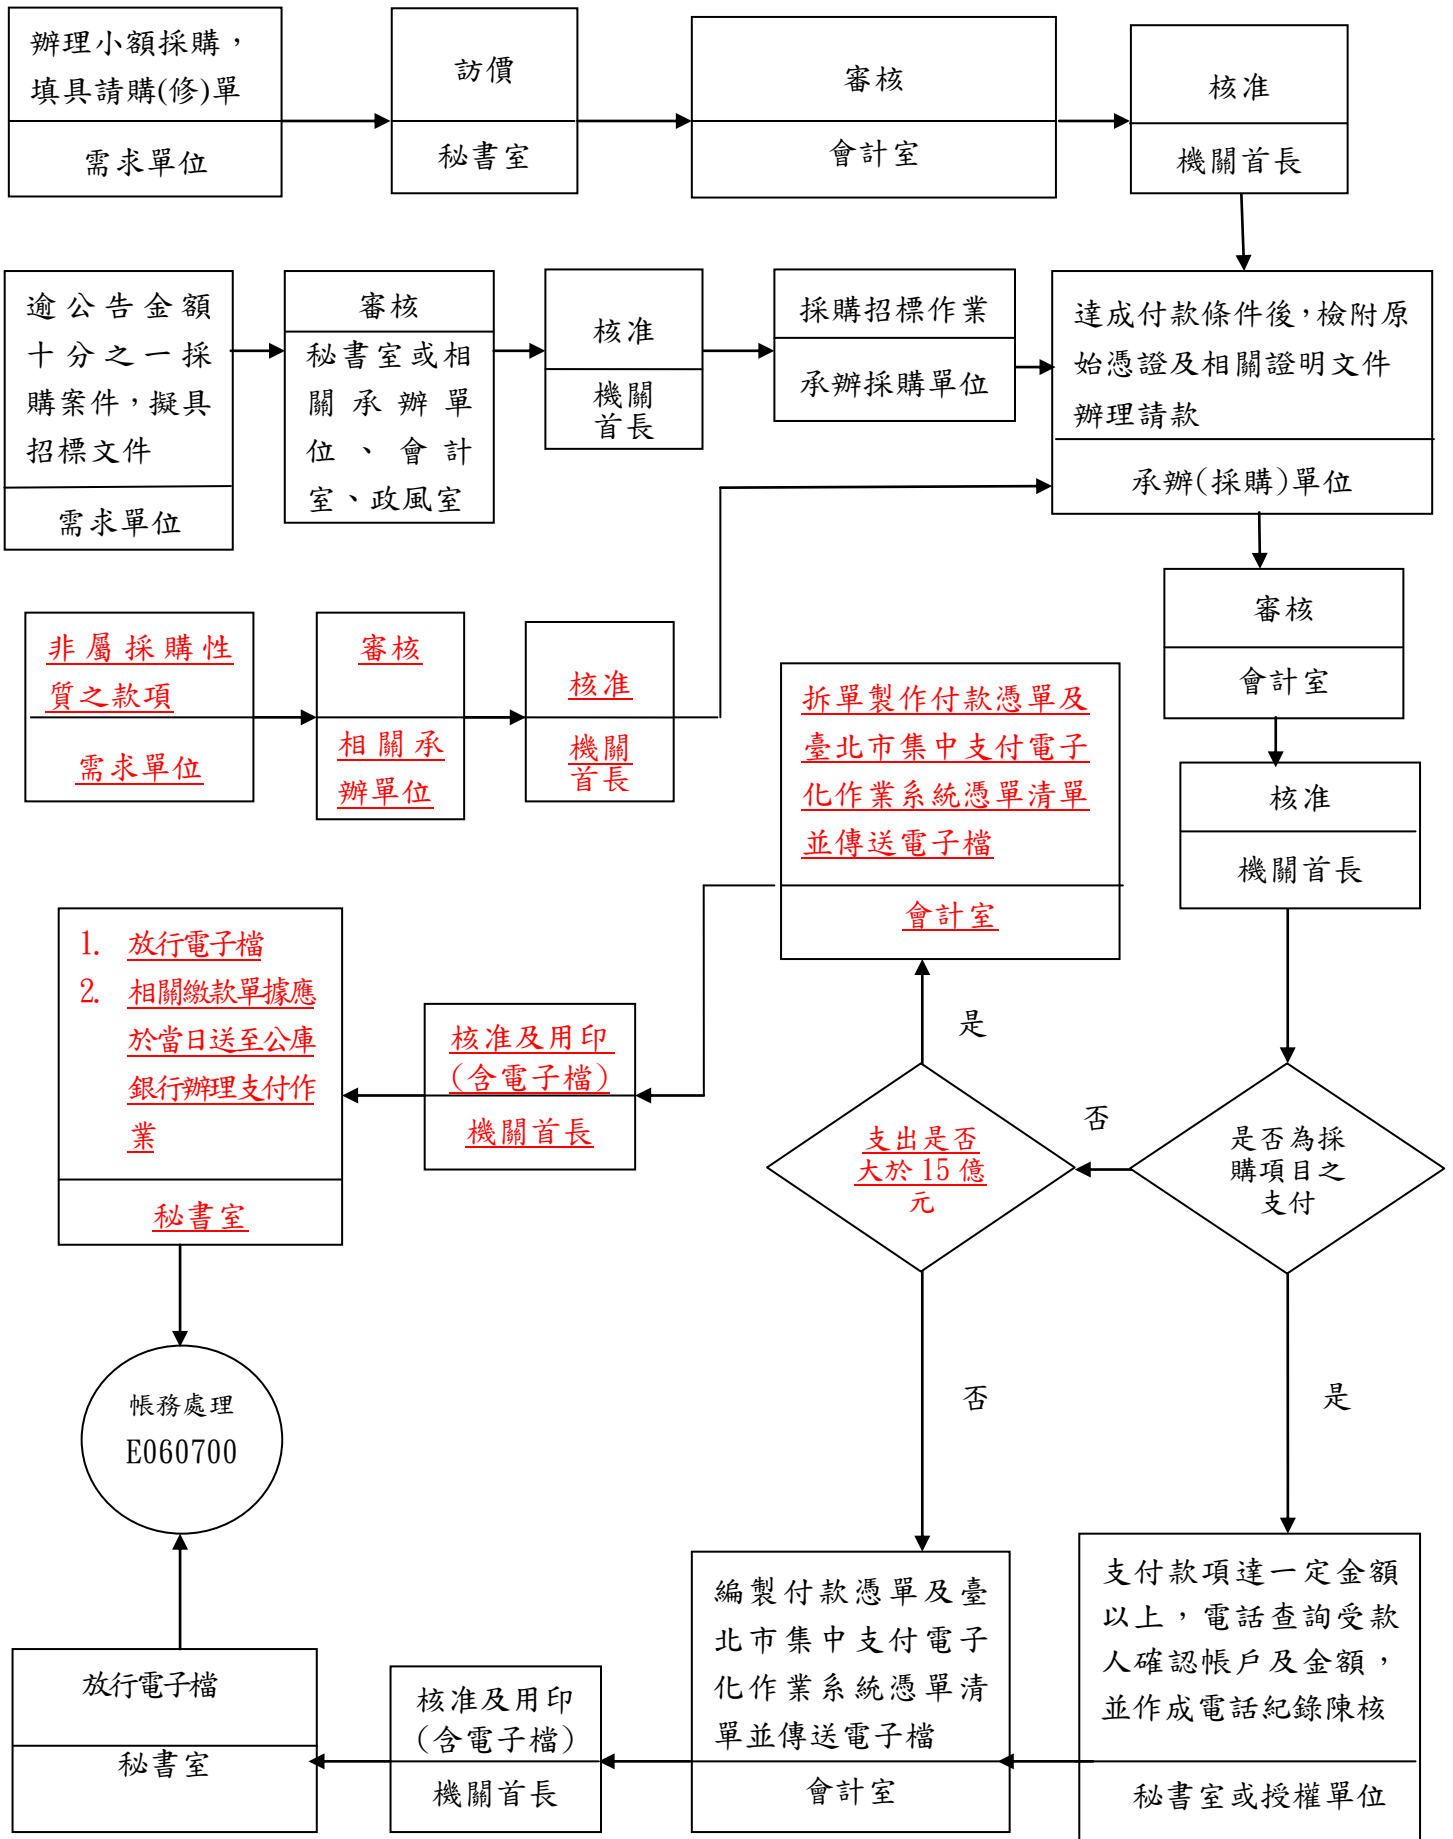 辦理小額採購，
填具請購(修)單
需求單位
訪價
秘書室
審核
會計室
核准
機關首長
逾公告金額
十分之一採
購案件，擬具
招標文件
需求單位
審核
秘書室或相
關承辦單
位、會計
室、政風室
核准
機關
首長
採購招標作業
承辦採購單位
達成付款條件後，檢附原
始憑證及相關證明文件
辦理請款
承辦(採購)單位
非屬採購性
質之款項
需求單位
審核
相關承
辦單位
核准
機關
首長
審核
會計室
拆單製作付款憑單及
臺北市集中支付電子
化作業系統憑單清單
並傳送電子檔
會計室
核准
機關首長
1. 放行電子檔
2. 相關繳款單據應
於當日送至公庫
銀行辦理支付作
業
秘書室
核准及用印
(含電子檔)
機關首長
是
支出是否
大於 15 億
元
否
是否為採
購項目之
支付
否
是
帳務處理
E060700
放行電子檔
秘書室
核准及用印
(含電子檔)
機關首長
編製付款憑單及臺
北市集中支付電子
化作業系統憑單清
單並傳送電子檔
會計室
支付款項達一定金額
以上，電話查詢受款
人確認帳戶及金額，
並作成電話紀錄陳核
秘書室或授權單位